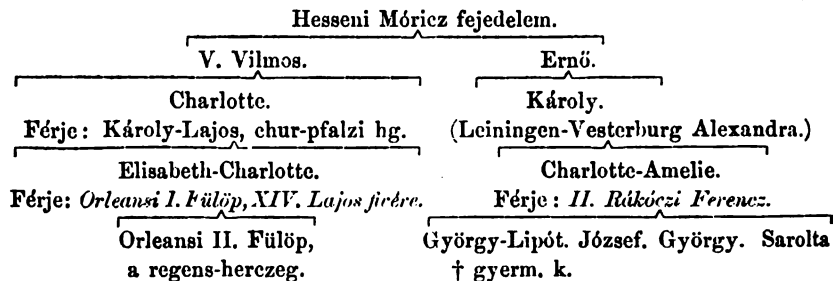 Hesseni Móricz fejedelem.
V. Vilmos. Ernő.
Charlotte. Károly.
Férje: Károly-Lajos, chur-pfalzi hg. (Leiningen-Vesterburg Alexandra.)
Elisabeth-Charlotte. Charlotte-Amelie.
Férje: Orleansi I. Fülöp, XIV. Lajos fivére. Férje: II. Rákóczi Ferencz.
Orleansi II. Fülöp, György-Lipót. József. György. Sarolta
a regens-herczeg. † gyerm. k.